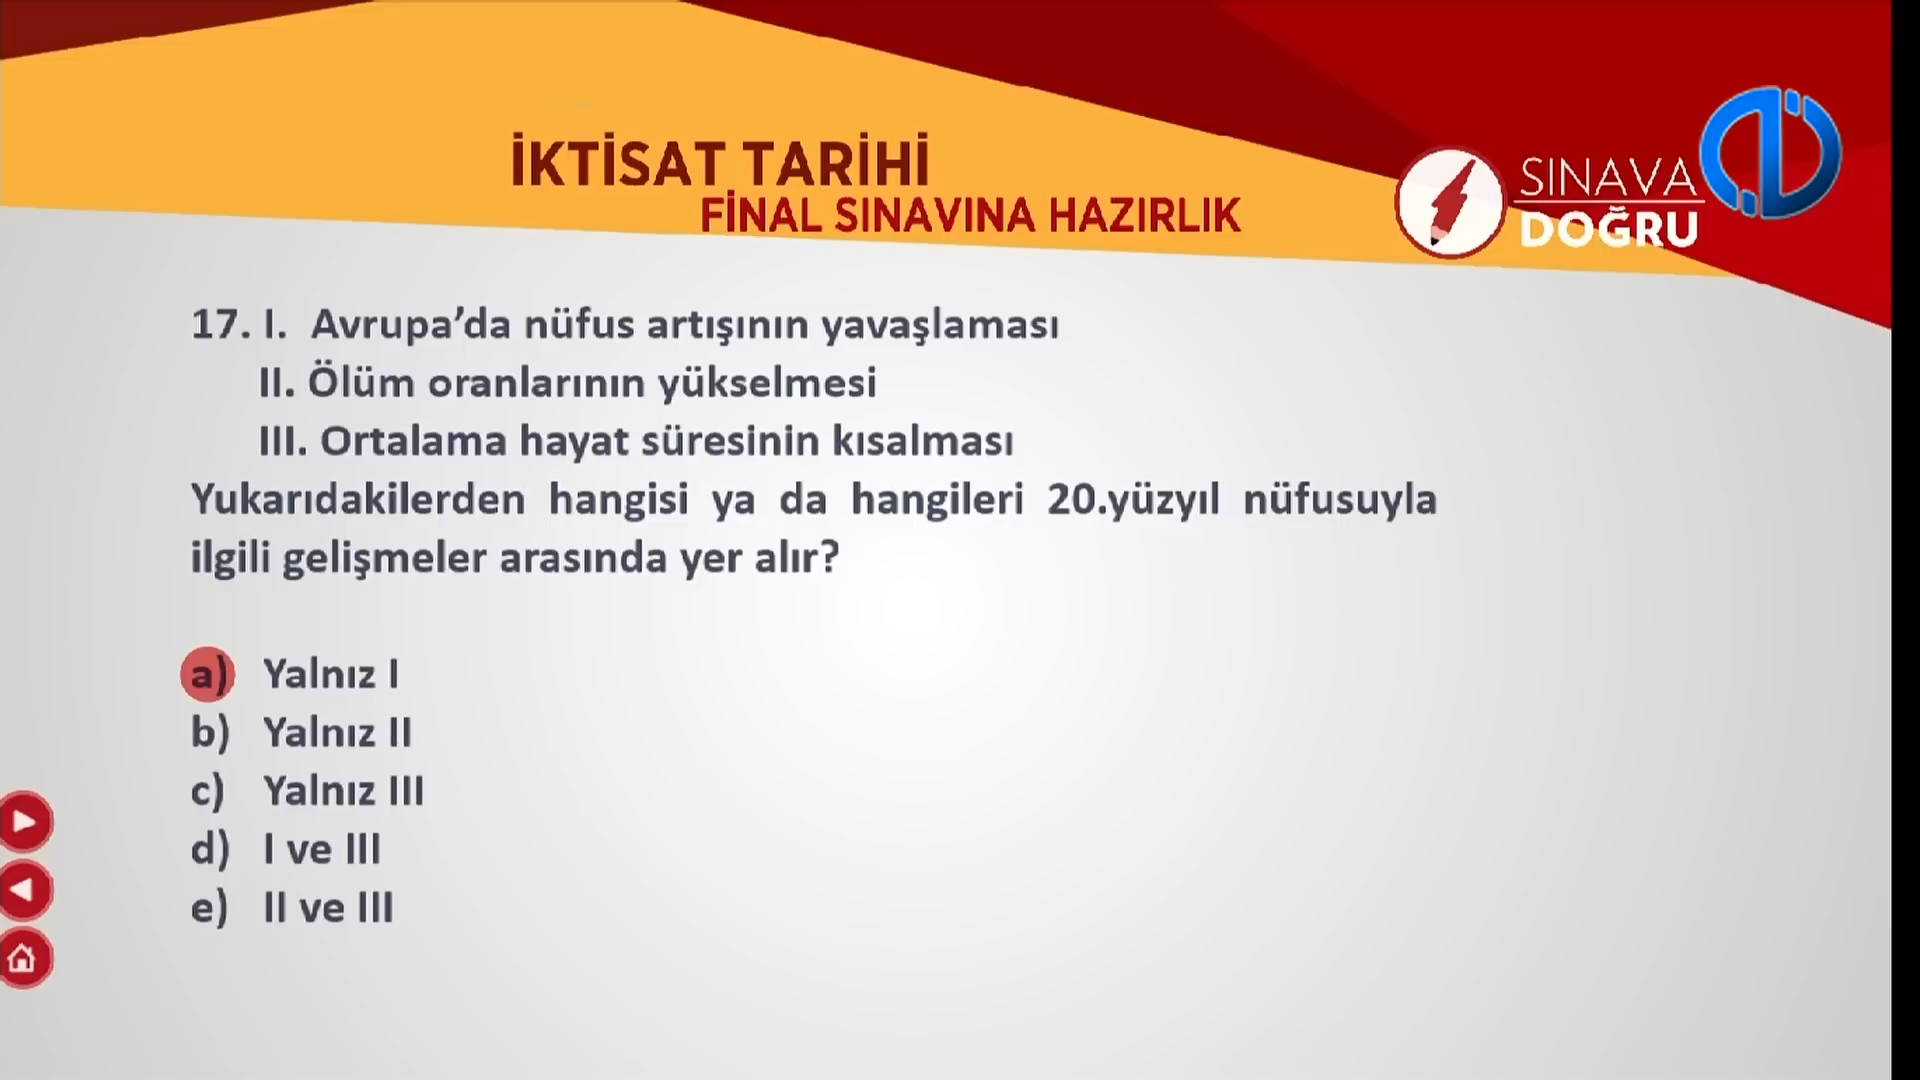 İKTİSAT TARİHİ
FİNAL SINAVINA HAZIRLIK
SINAVA
DOĞRU
17. I. Avrupa’da nüfus artışının yavaşlaması
II. Ölüm oranlarının yükselmesi
III. Ortalama hayat süresinin kısalması
Yukarıdakilerden hangisi ya da hangileri 20.yüzyıl nüfusuyla
ilgili gelişmeler arasında yer alır?
a) Yalnız I
b) Yalnız II
c) Yalnız III
d) I ve III
e) II ve III